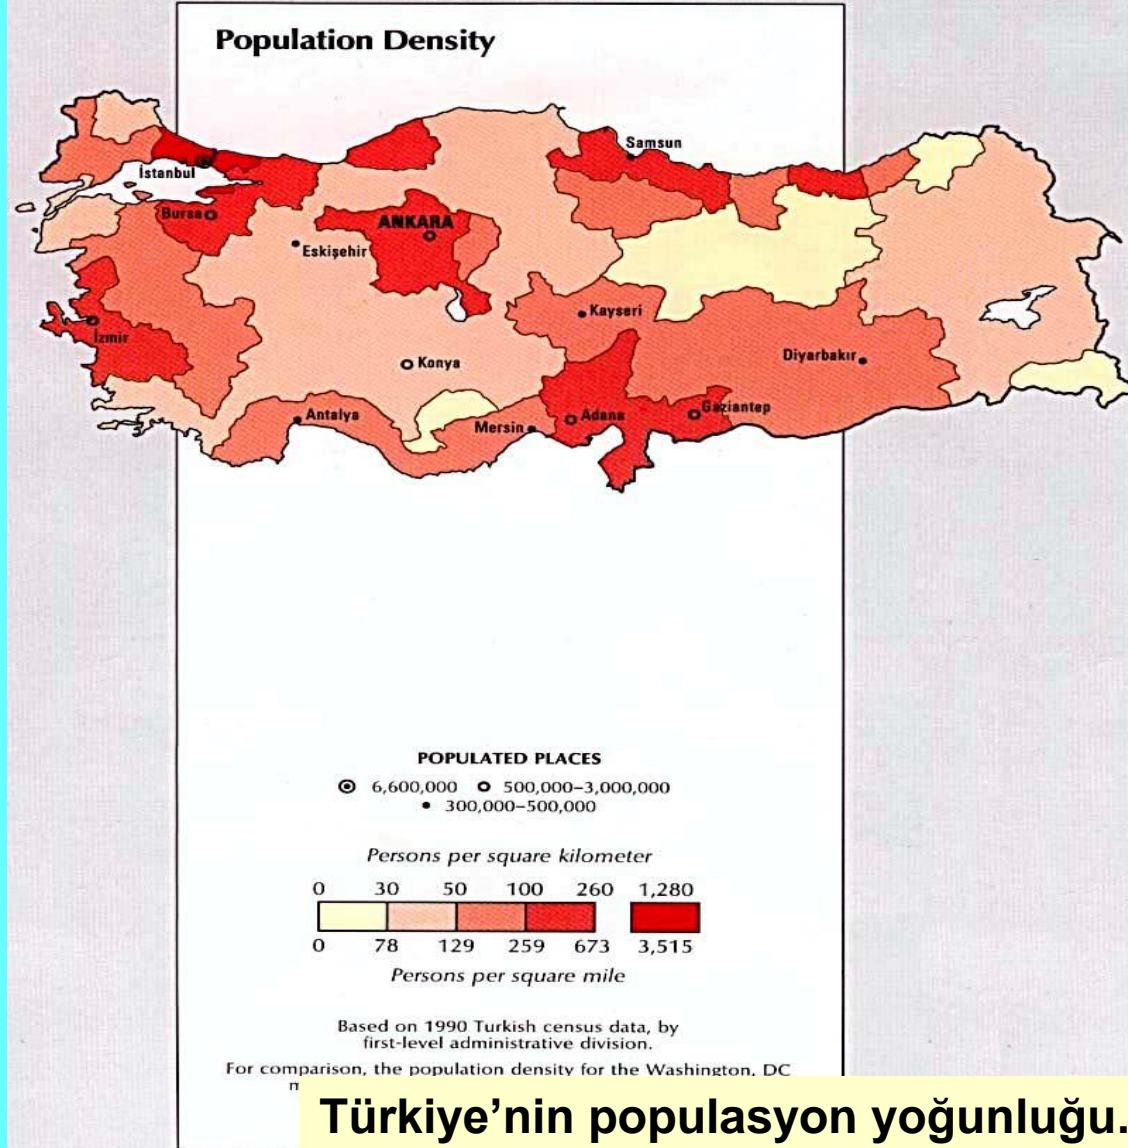 Population Density
Samsun
İstanbul
Bursa
ANKARA
Eskişehir
Kayseri
İzmir
Diyarbakır
Konya
Gaziantep
Antalya
Adana
Mersin
POPULATED PLACES
6,600,000 500,000–3,000,000
300,000–500,000
Persons per square kilometer
0 30 50 100 260 1,280
0 78 129 259 673 3,515
Persons per square mile
Based on 1990 Turkish census data, by
first-level administrative division.
For comparison, the population density for the Washington, DC
Türkiye’nin populasyon yoğunluğu.